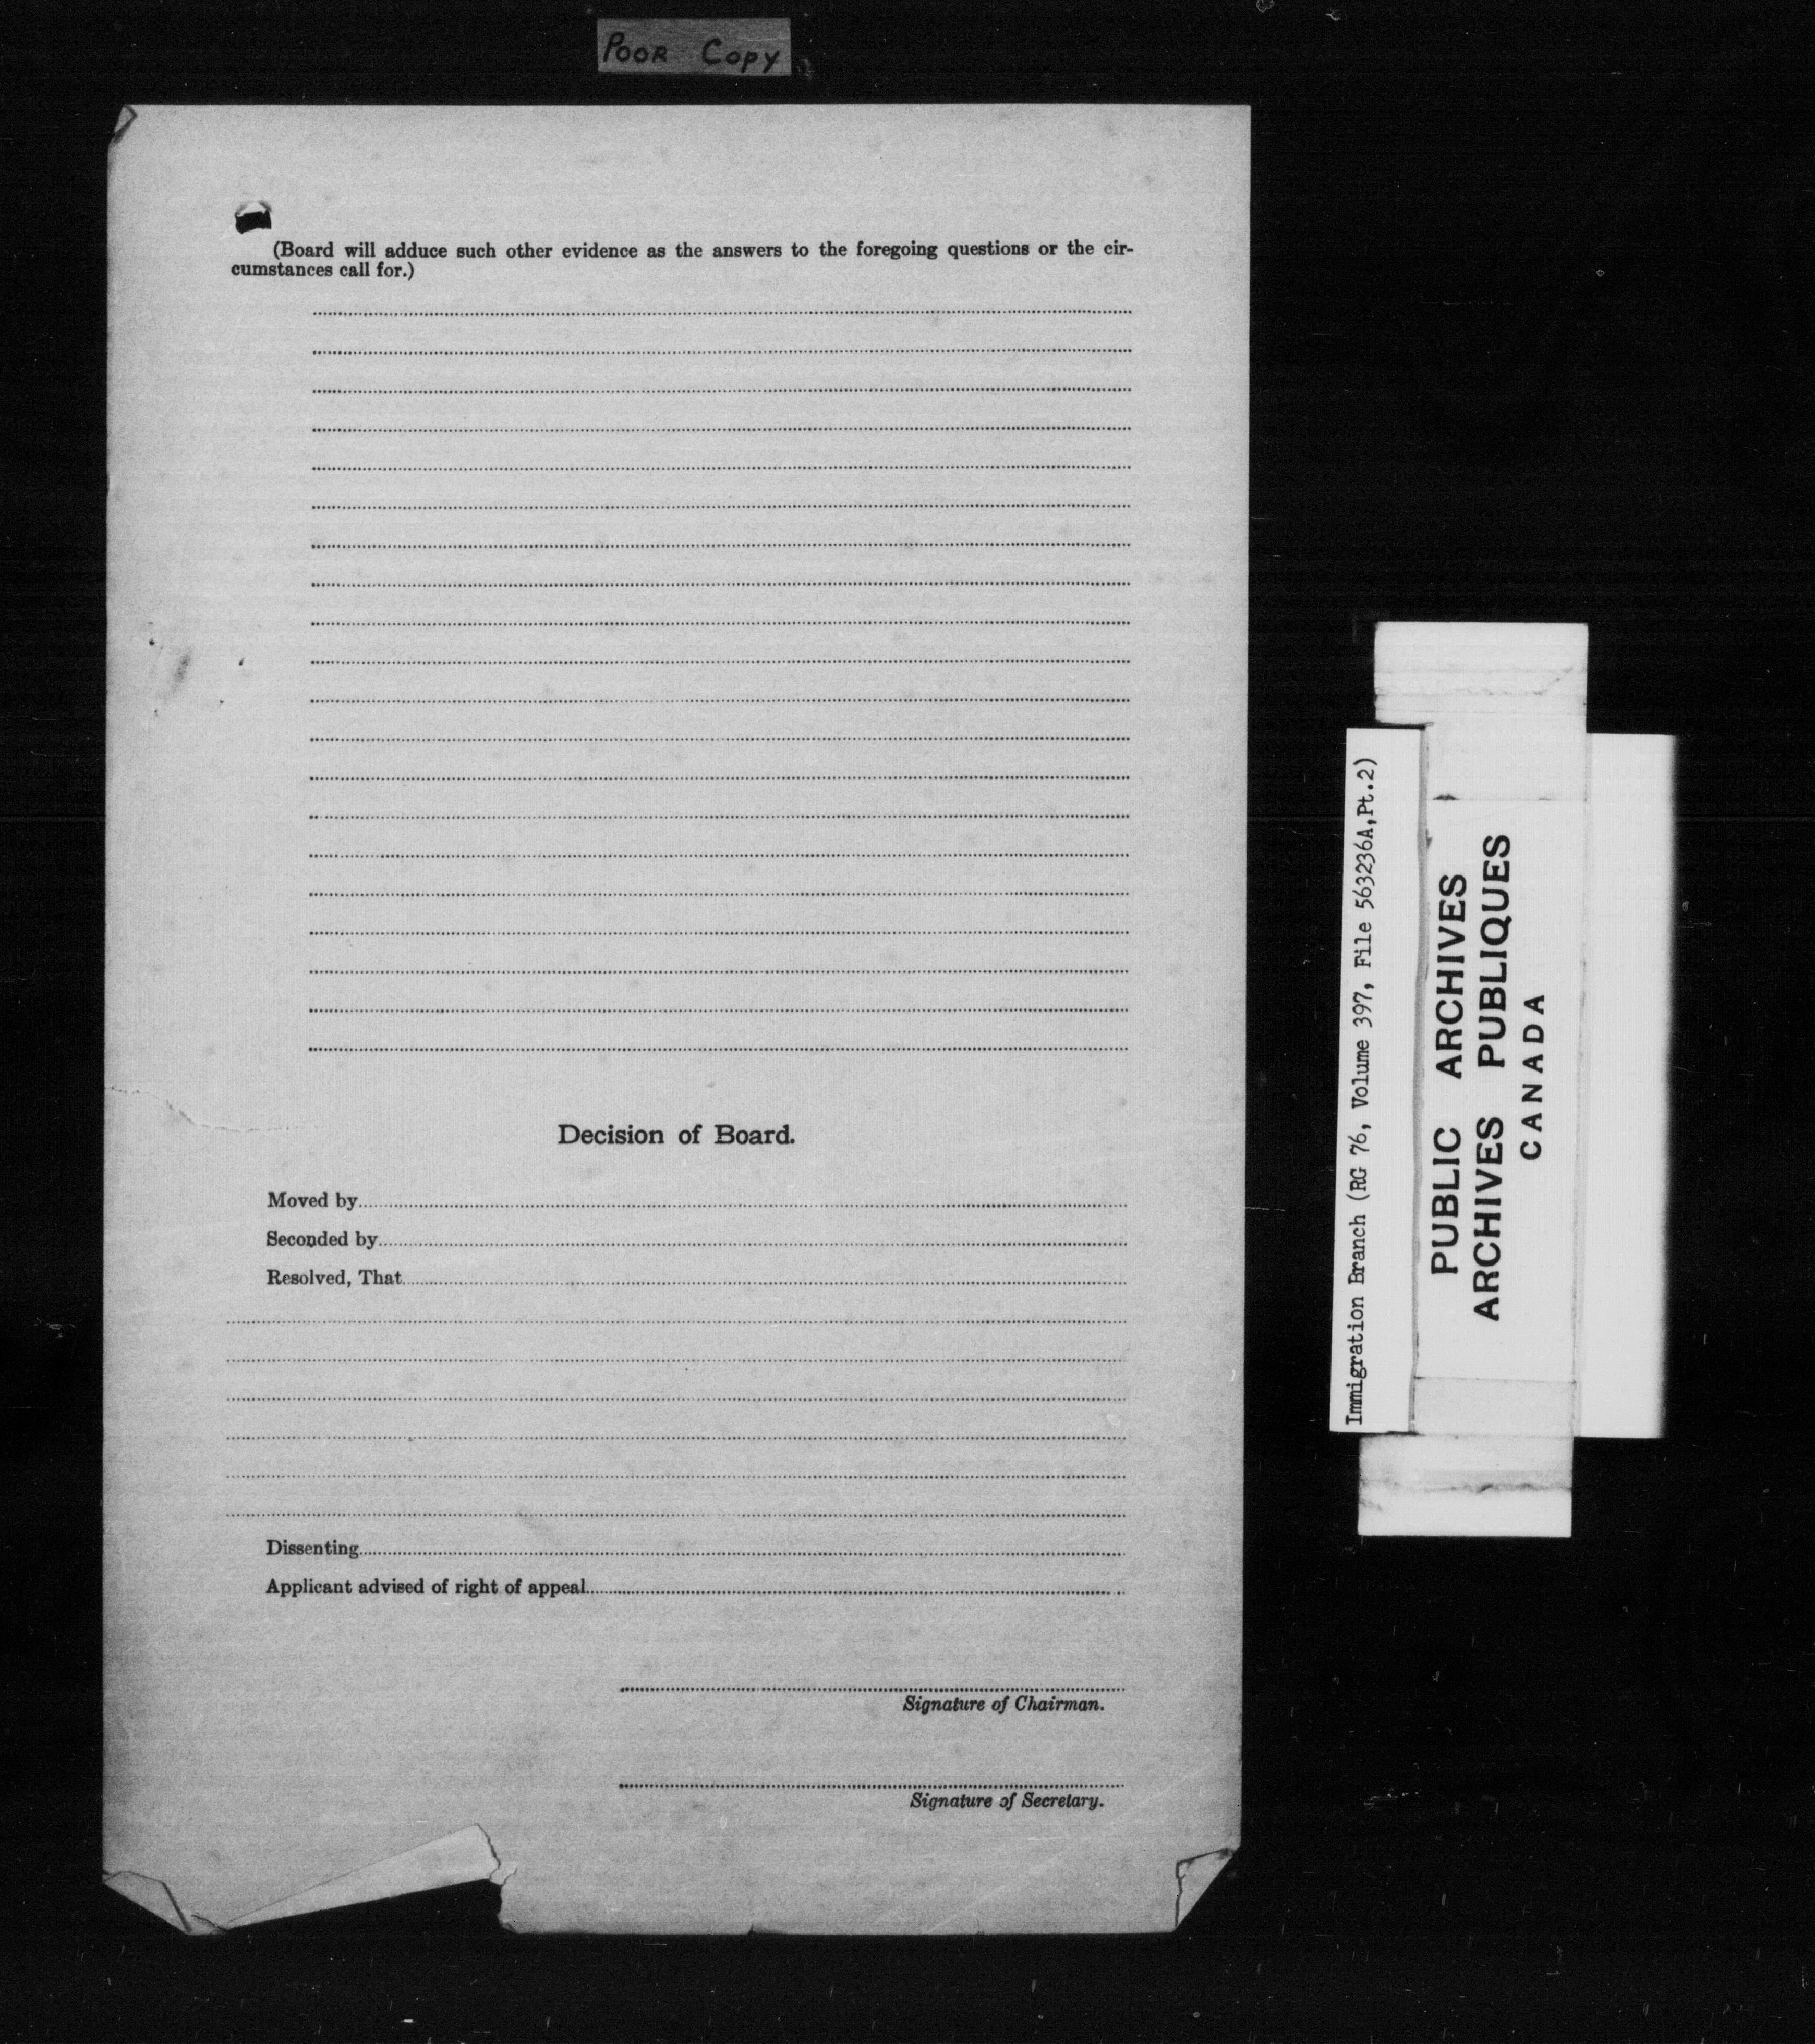 Poor Copy
(Board will adduce such other evidence as the answers to the foregoing questions or the cir-
cumstances call for.)
Decision of Board.
Moved by
Seconded by
Resolved, That
Dissenting
Applicant advised of right of appeal
Signature of Chairman.
Signature of Secretary.
Immigration Branch (RG 76, Volume 397, File 563236A,Pt.2)
PUBLIC ARCHIVES
ARCHIVES PUBLIQUES
CANADA